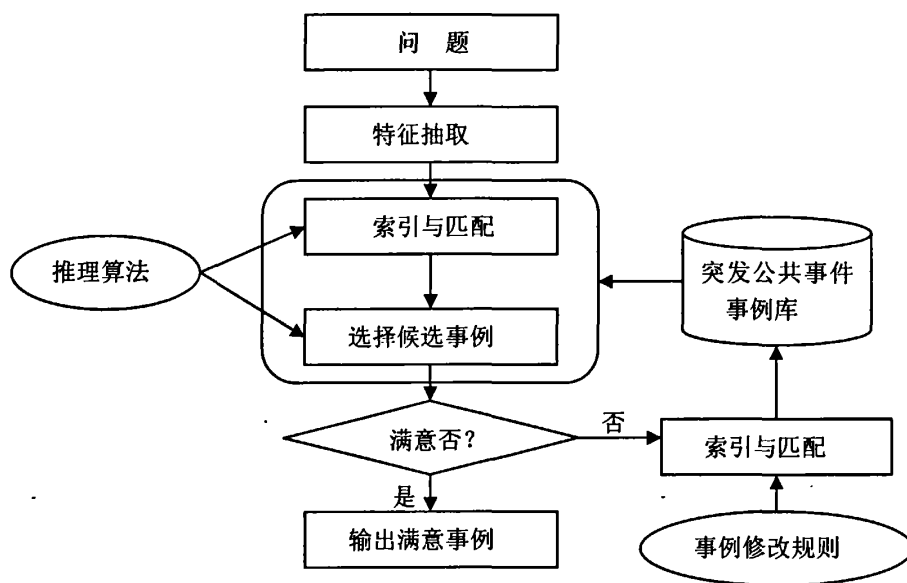 问 题
特征抽取
索引与匹配
推理算法
突发公共事件
事例库
选择候选事例
满意否？
否
索引与匹配
是
输出满意事例
事例修改规则